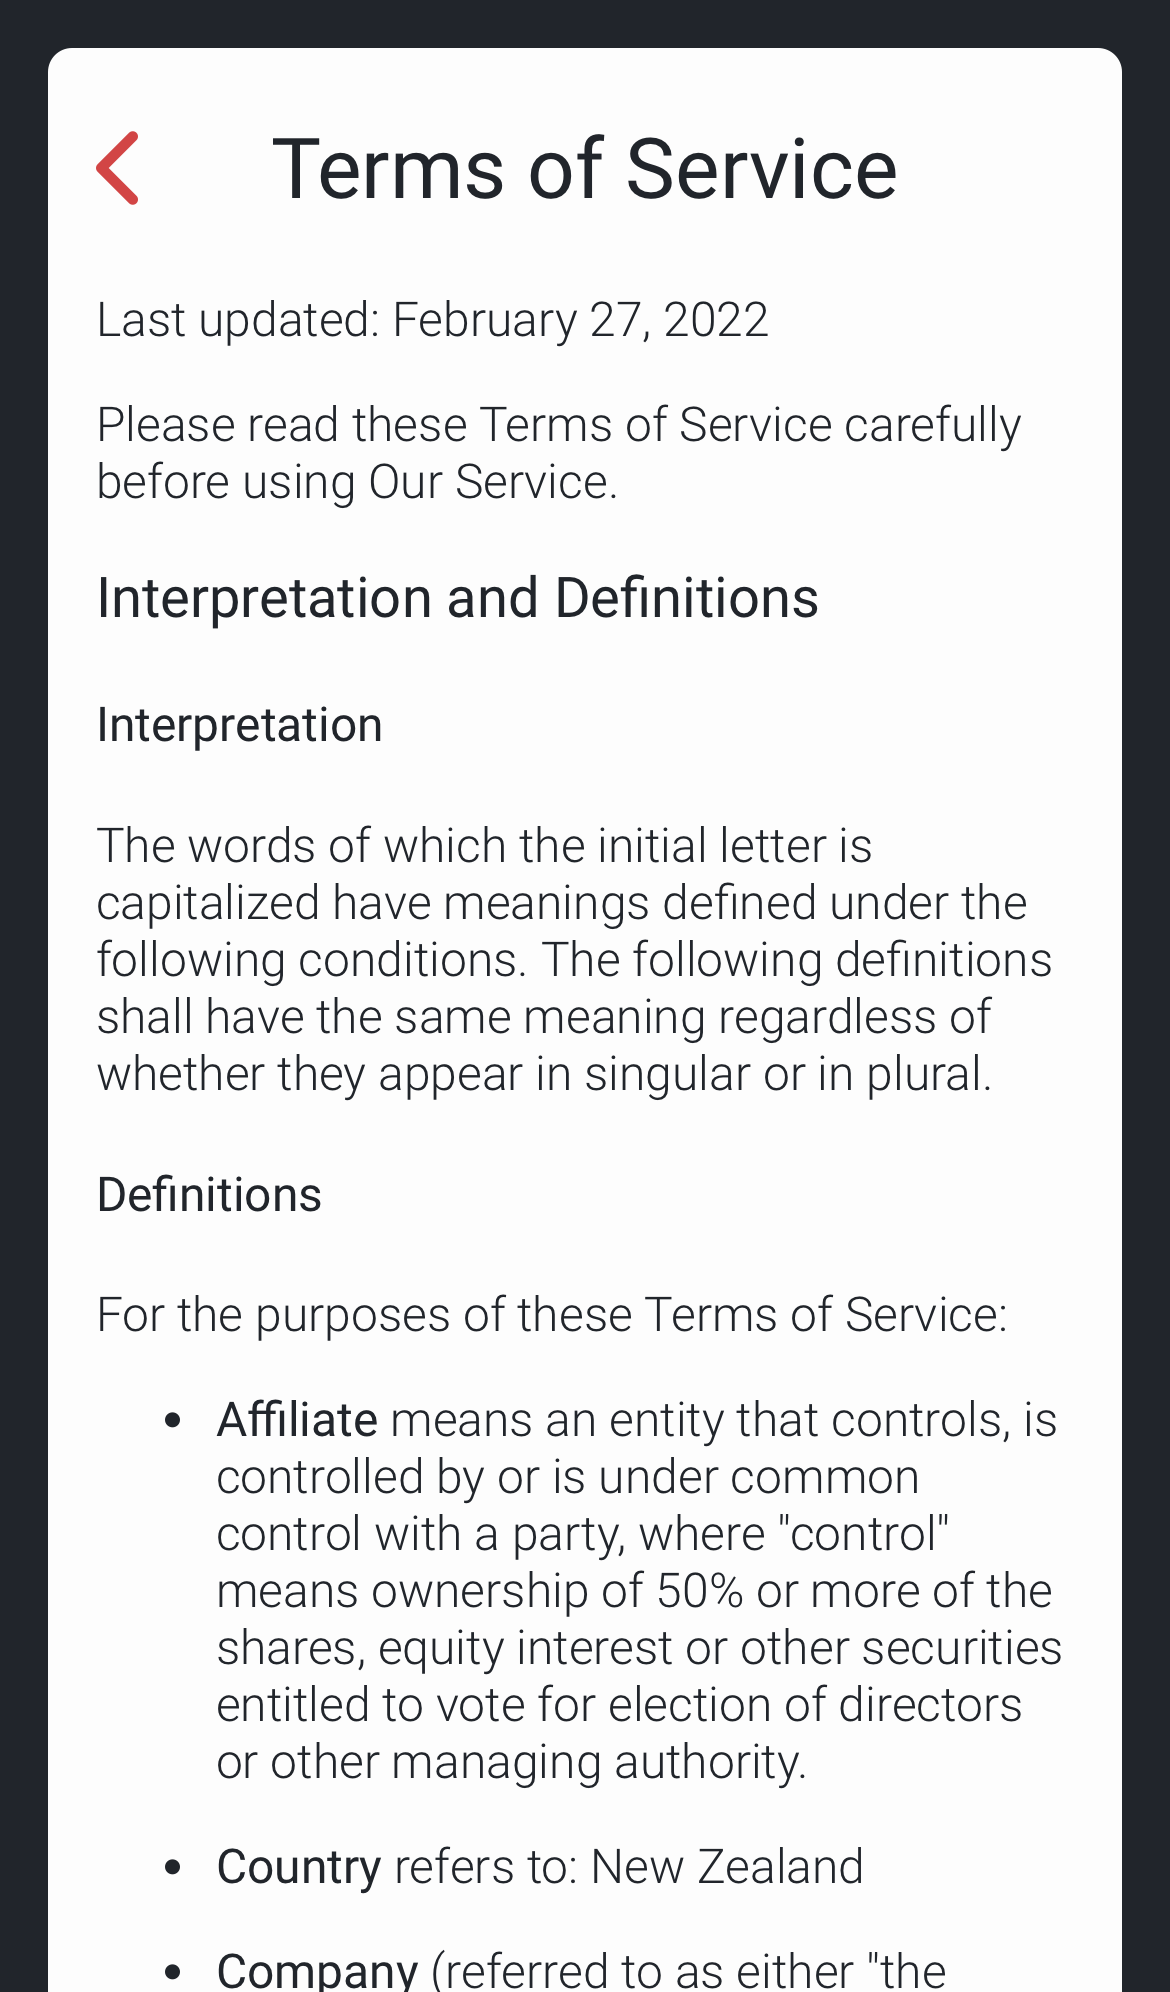 Terms of Service
Last updated: February 27, 2022
Please read these Terms of Service carefully
before using Our Service.
Interpretation and Definitions
Interpretation
The words of which the initial letter is
capitalized have meanings defined under the
following conditions. The following definitions
shall have the same meaning regardless of
whether they appear in singular or in plural.
Definitions
For the purposes of these Terms of Service:
• Affiliate means an entity that controls, is
controlled by or is under common
control with a party, where "control"
means ownership of 50% or more of the
shares, equity interest or other securities
entitled to vote for election of directors
or other managing authority.
• Country refers to: New Zealand
• Company (referred to as either "the